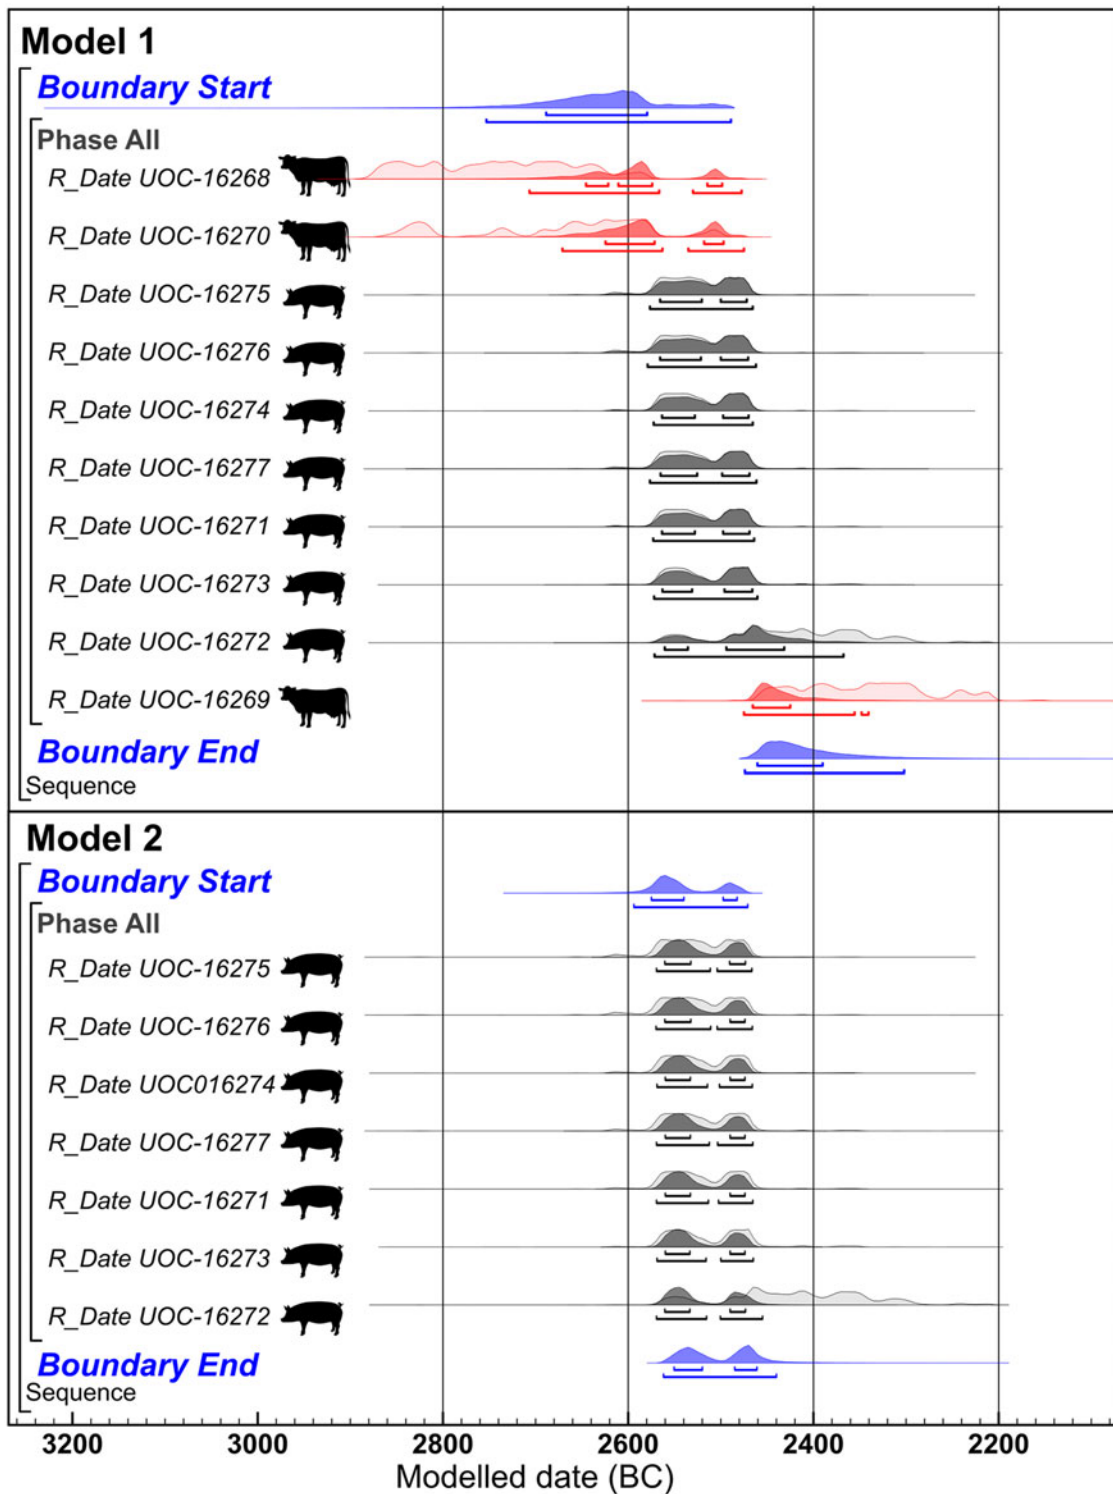 Model 1
Boundary Start
Phase All
R_Date UOC-16268
R_Date UOC-16270
R_Date UOC-16275
R_Date UOC-16276
R_Date UOC-16274
R_Date UOC-16277
R_Date UOC-16271
R_Date UOC-16273
R_Date UOC-16272
R_Date UOC-16269
Boundary End
Sequence
Model 2
Boundary Start
Phase All
R_Date UOC-16275
R_Date UOC-16276
R_Date UOC016274
R_Date UOC-16277
R_Date UOC-16271
R_Date UOC-16273
R_Date UOC-16272
Boundary End
Sequence
3200 3000 2800 2600 2400 2200
Modelled date (BC)